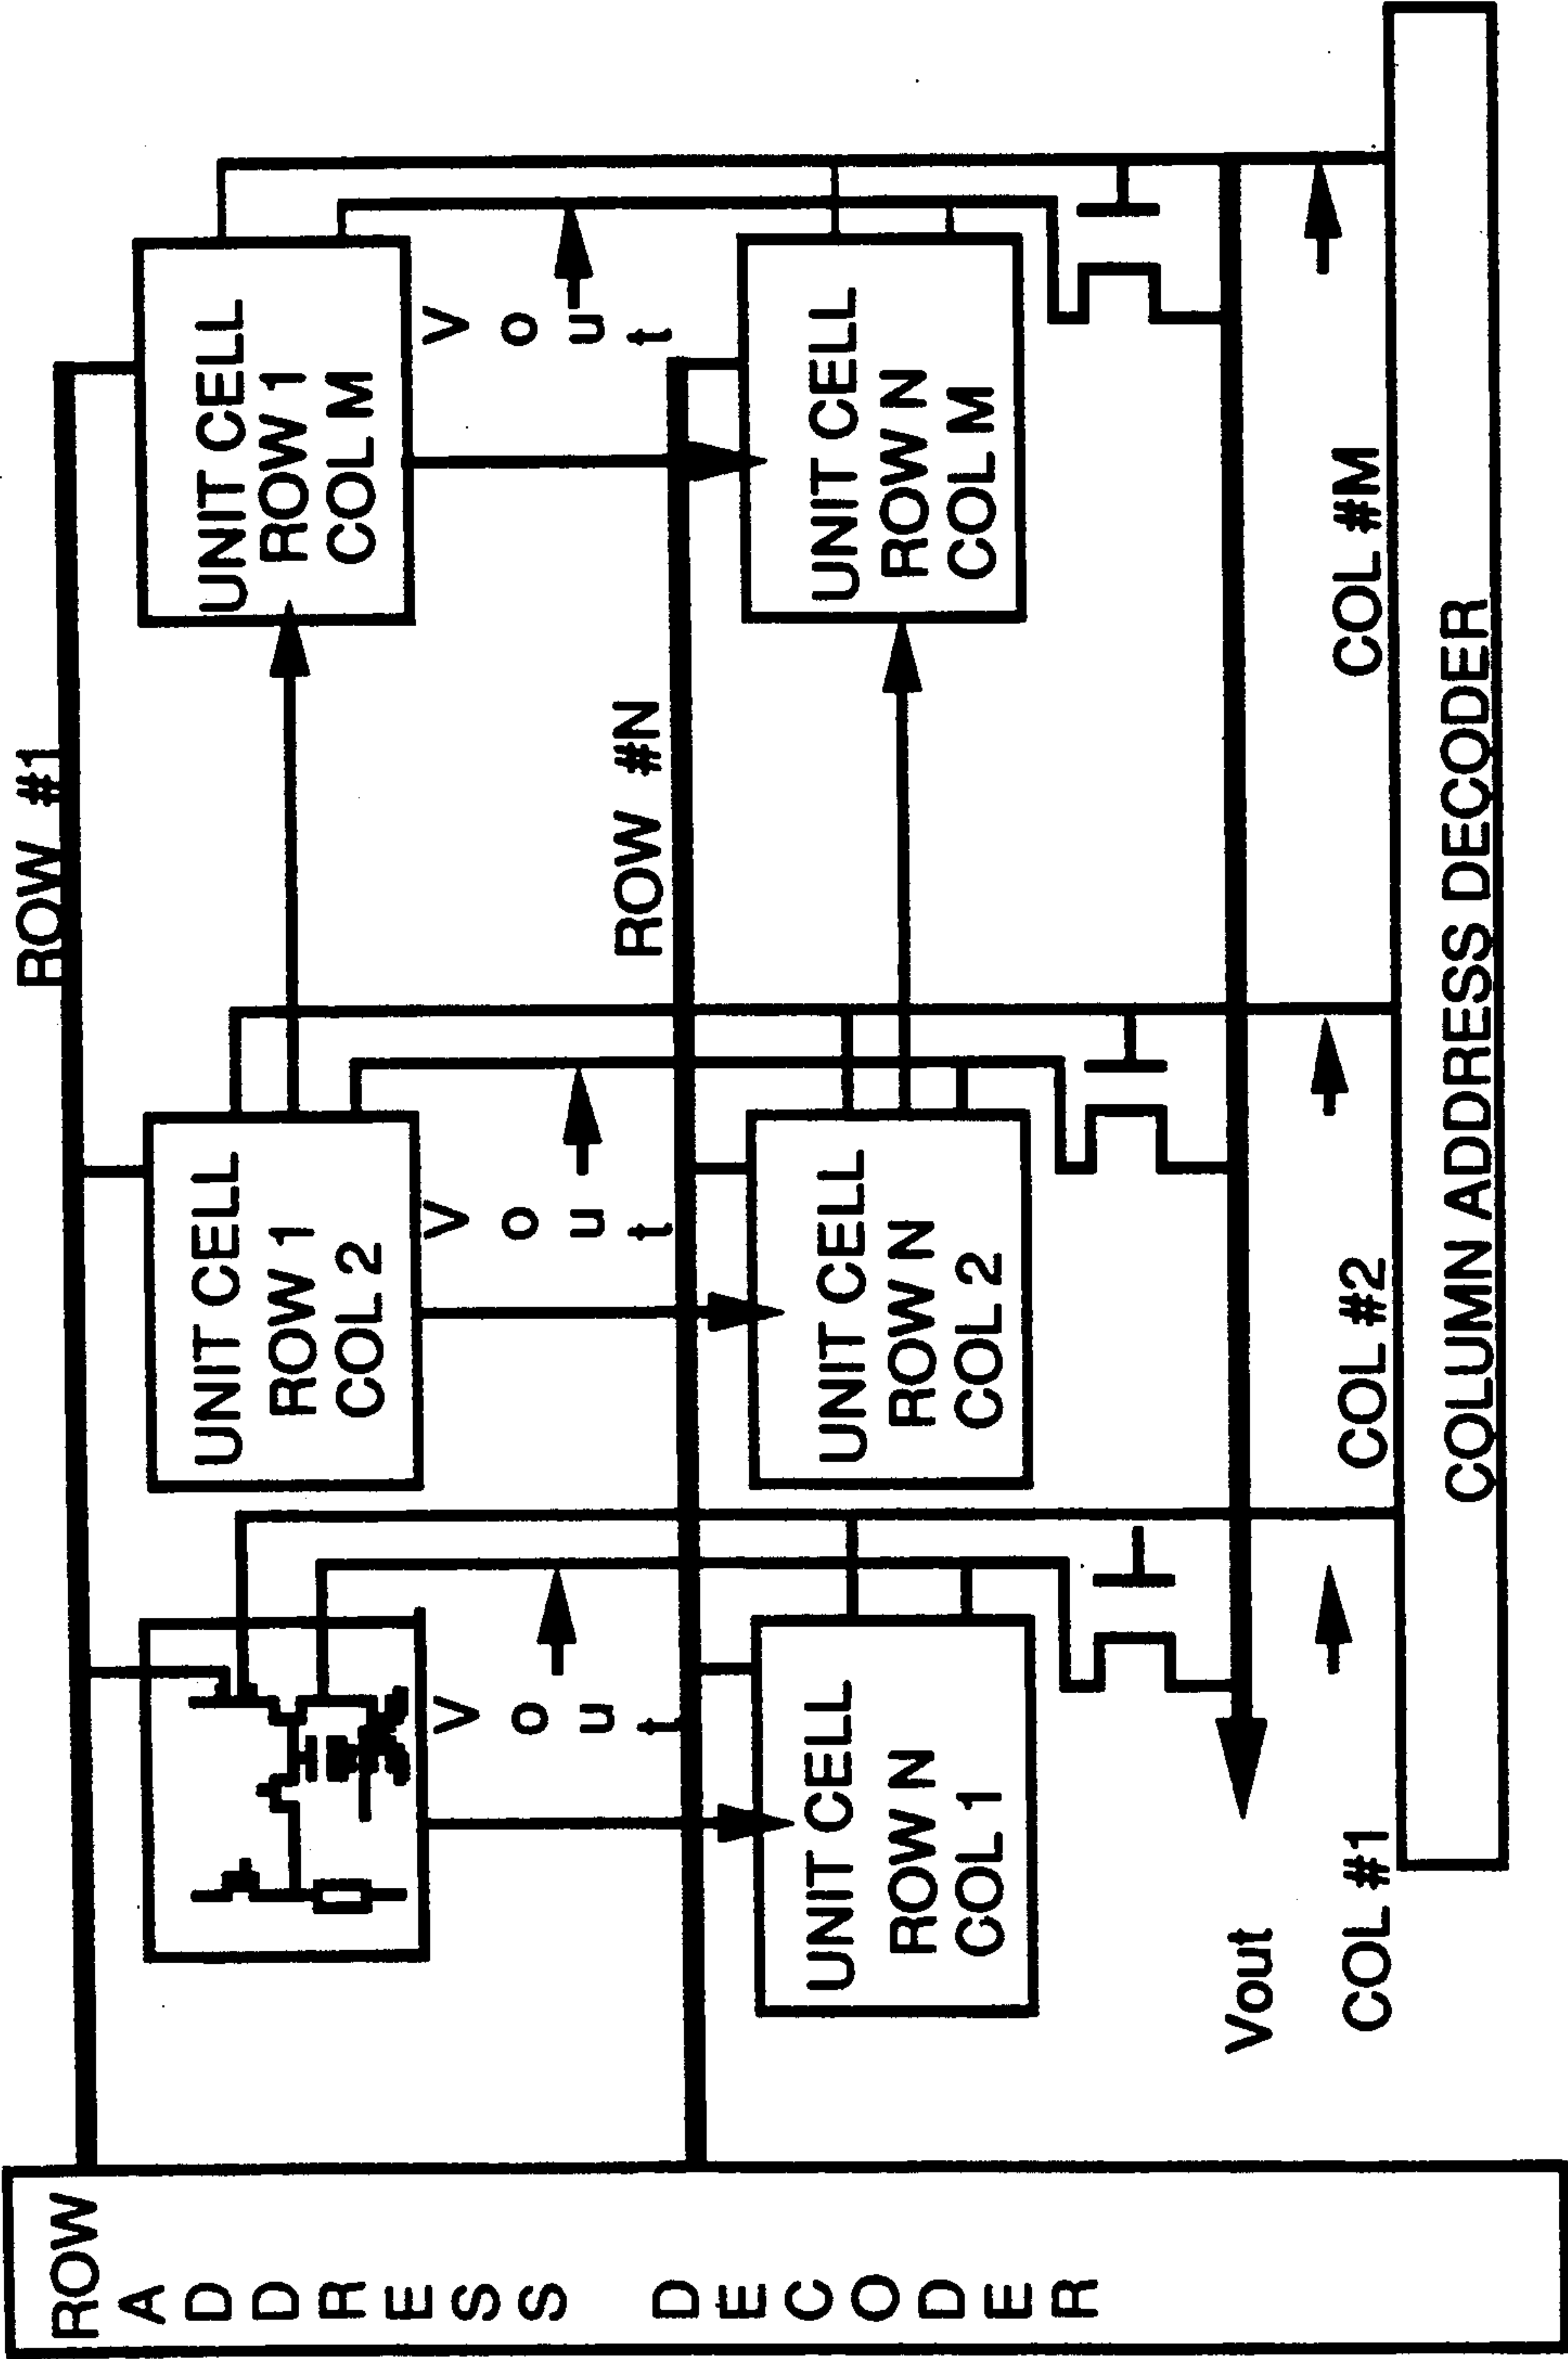 ROW #1
ROW
ADDRESS
DECODER
UNIT CELL
ROW 1
COL 2
UNIT CELL
ROW 1
COL M
Vout
Vout
Vout
ROW #N
UNIT CELL
ROW N
COL 1
UNIT CELL
ROW N
COL 2
UNIT CELL
ROW N
COL M
Vout
COL #1
COL #2
COL #M
COLUMN ADDRESS DECODER